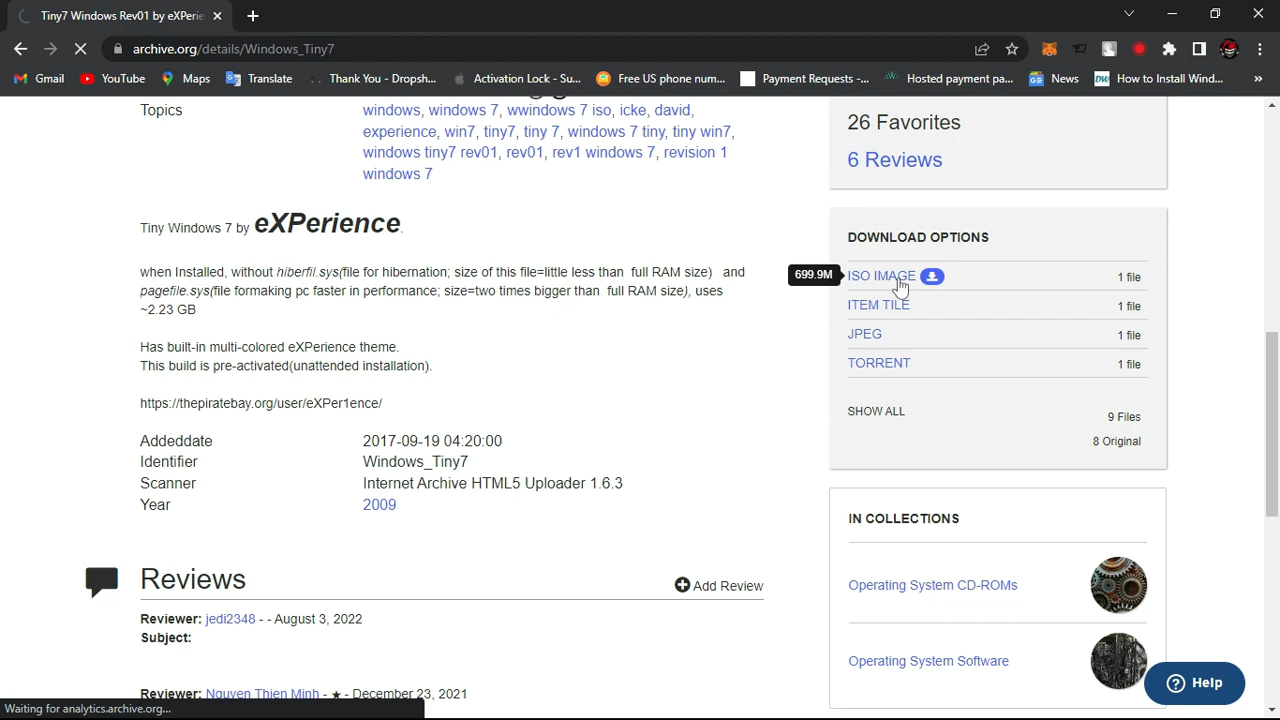 Tiny7 Windows Rev01 by eXPerie
archive.org/details/Windows_Tiny7
Gmail
YouTube
Maps
Translate
Thank You - Dropsh...
Activation Lock - Su...
Free US phone num...
Payment Requests -...
Hosted payment pa...
News
How to Install Wind...
»
Topics
windows, windows 7, wwindows 7 iso, icke, david,
experience, win7, tiny7, tiny 7, windows 7 tiny, tiny win7,
windows tiny7 rev01, rev01, rev1 windows 7, revision 1
windows 7
Tiny Windows 7 by eXPerience.
when Installed, without hiberfil.sys(file for hibernation; size of this file=little less than full RAM size) and
pagefile.sys(file formaking pc faster in performance; size=two times bigger than full RAM size), uses
~2.23 GB
Has built-in multi-colored eXPerience theme.
This build is pre-activated(unattended installation).
https://thepiratebay.org/user/eXPer1ence/
Addeddate 2017-09-19 04:20:00
Identifier Windows_Tiny7
Scanner Internet Archive HTML5 Uploader 1.6.3
Year 2009
Reviews
Add Review
Reviewer: jedi2348 - - August 3, 2022
Subject:
Reviewer: Nguyen Thien Minh - ★ - December 23, 2021
Waiting for analytics.archive.org...
26 Favorites
6 Reviews
DOWNLOAD OPTIONS
699.9M
ISO IMAGE 1 file
ITEM TILE 1 file
JPEG 1 file
TORRENT 1 file
SHOW ALL 9 Files
8 Original
IN COLLECTIONS
Operating System CD-ROMs
Operating System Software
Help